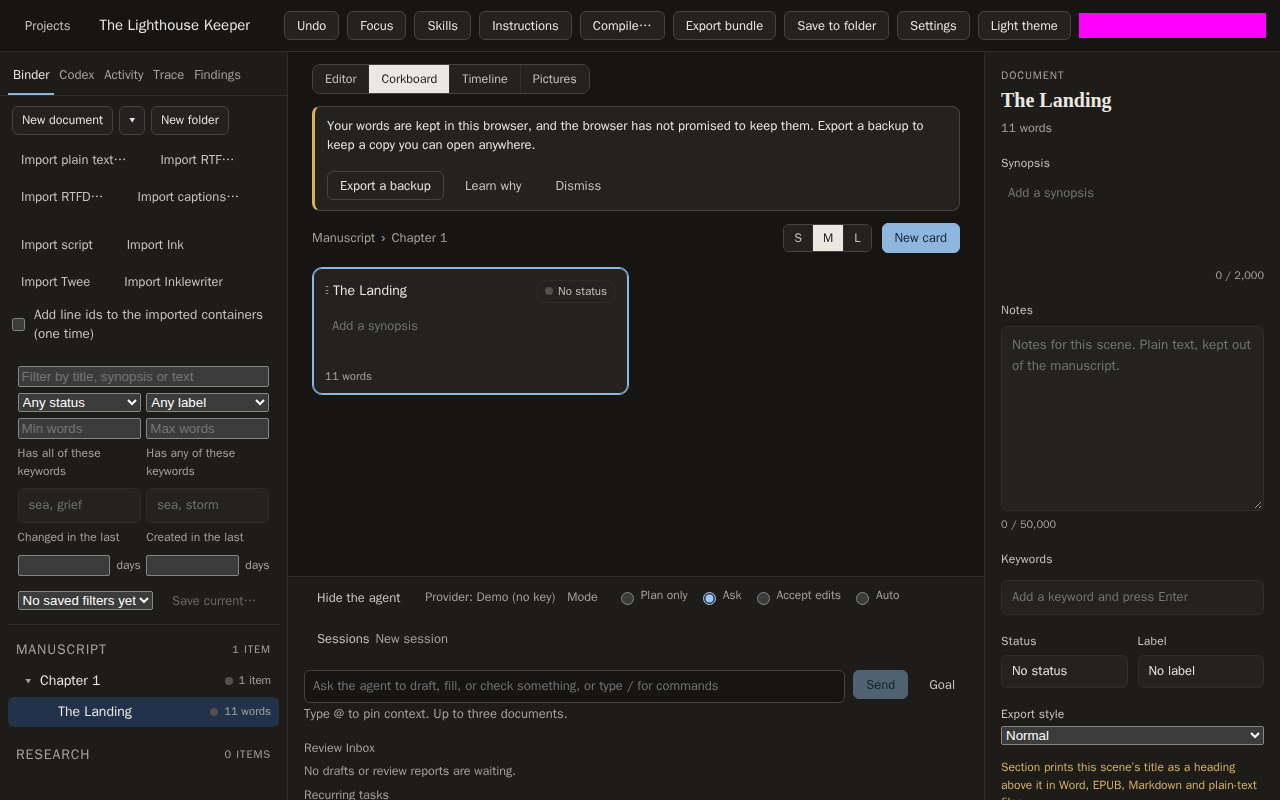 Projects
The Lighthouse Keeper
Undo
Focus
Skills
Instructions
Compile…
Export bundle
Save to folder
Settings
Light theme
Binder
Codex
Activity
Trace
Findings
New document
New folder
Import plain text…
Import RTF…
Import RTFD…
Import captions…
Import script
Import Ink
Import Twee
Import Inklewriter
Add line ids to the imported containers
(one time)
Filter by title, synopsis or text
Any status
Any label
Min words
Max words
Has all of these
keywords
Has any of these
keywords
sea, grief
sea, storm
Changed in the last
Created in the last
days
days
No saved filters yet
Save current…
MANUSCRIPT
1 ITEM
Chapter 1
1 item
The Landing
11 words
RESEARCH
0 ITEMS
Editor
Corkboard
Timeline
Pictures
Your words are kept in this browser, and the browser has not promised to keep them. Export a backup to
keep a copy you can open anywhere.
Export a backup
Learn why
Dismiss
Manuscript › Chapter 1
S
M
L
New card
The Landing
No status
Add a synopsis
11 words
Hide the agent
Provider: Demo (no key)
Mode
Plan only
Ask
Accept edits
Auto
Sessions
New session
Ask the agent to draft, fill, or check something, or type / for commands
Send
Goal
Type @ to pin context. Up to three documents.
Review Inbox
No drafts or review reports are waiting.
Recurring tasks
DOCUMENT
The Landing
11 words
Synopsis
Add a synopsis
0 / 2,000
Notes
Notes for this scene. Plain text, kept out
of the manuscript.
0 / 50,000
Keywords
Add a keyword and press Enter
Status
Label
No status
No label
Export style
Normal
Section prints this scene's title as a heading
above it in Word, EPUB, Markdown and plain-text